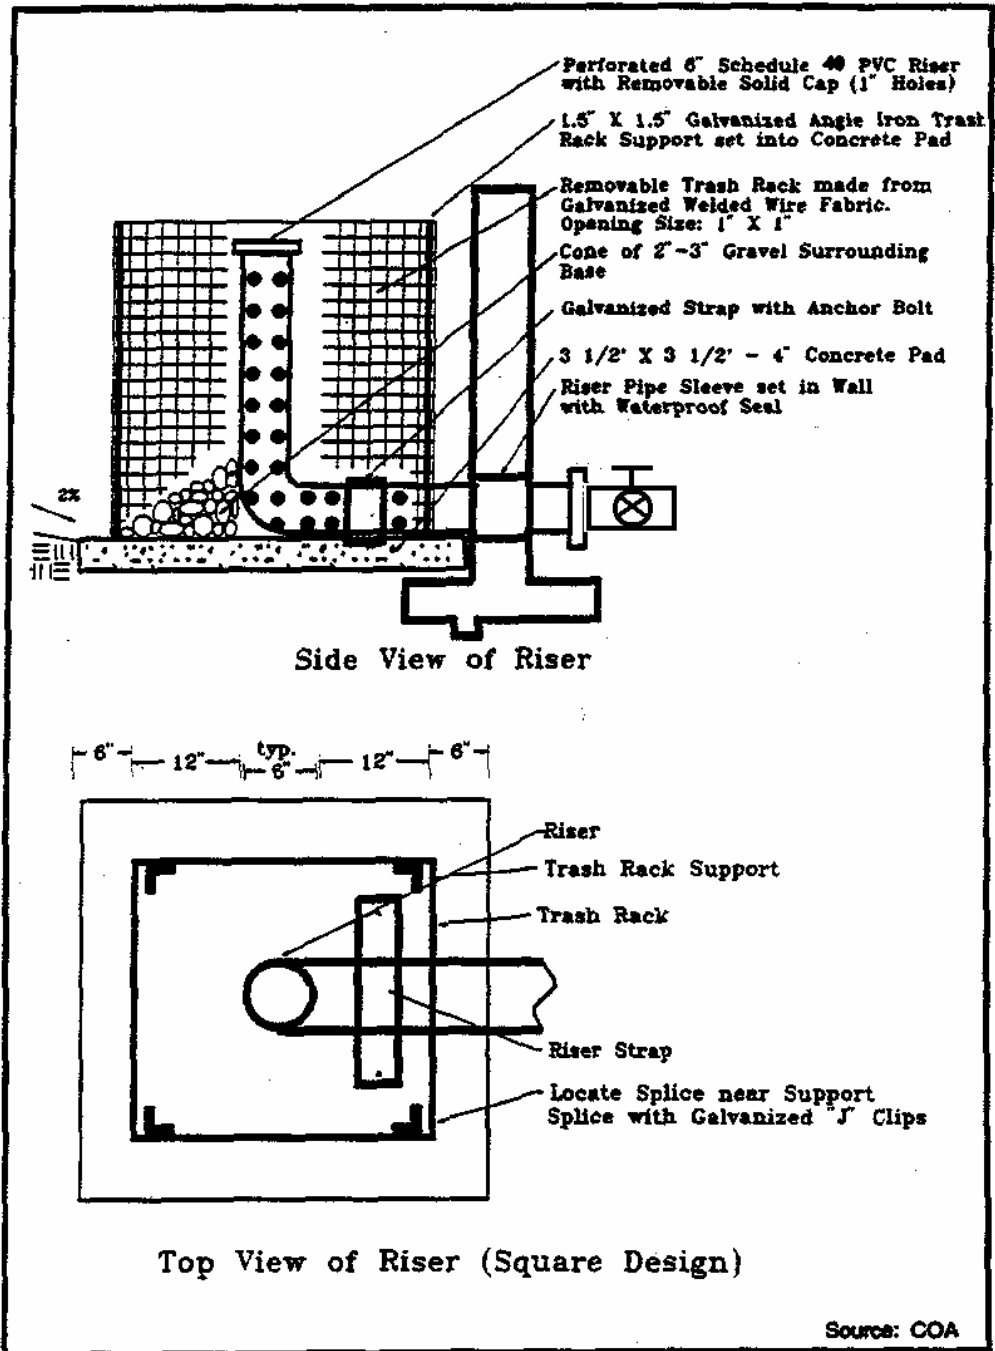 Perforated 6" Schedule 40 PVC Riser
with Removable Solid Cap (1" Holes)
1.5" X 1.5" Galvanized Angle Iron Trash
Rack Support set into Concrete Pad
Removable Trash Rack made from
Galvanized Welded Wire Fabric.
Opening Size: 1" X 1"
Cone of 2"-3" Gravel Surrounding
Base
Galvanized Strap with Anchor Bolt
3 1/2' X 3 1/2' - 4" Concrete Pad
Riser Pipe Sleeve set in Wall
with Waterproof Seal
2%
Side View of Riser
6" 12" typ. 6" 12" 6"
Riser
Trash Rack Support
Trash Rack
Riser Strap
Locate Splice near Support
Splice with Galvanized "J" Clips
Top View of Riser (Square Design)
Source: COA